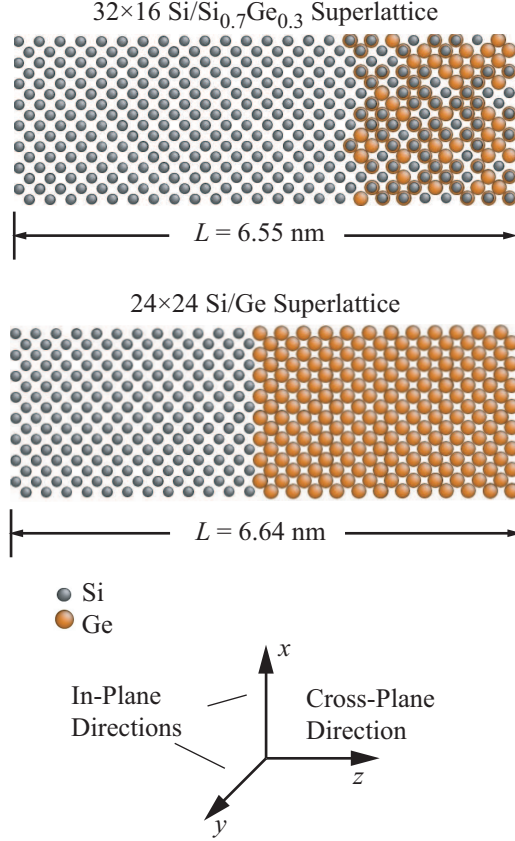 32×16 Si/Si₀.₇Ge₀.₃ Superlattice
L = 6.55 nm
24×24 Si/Ge Superlattice
L = 6.64 nm
Si
Ge
x
In-Plane
Directions
Cross-Plane
Direction
z
y